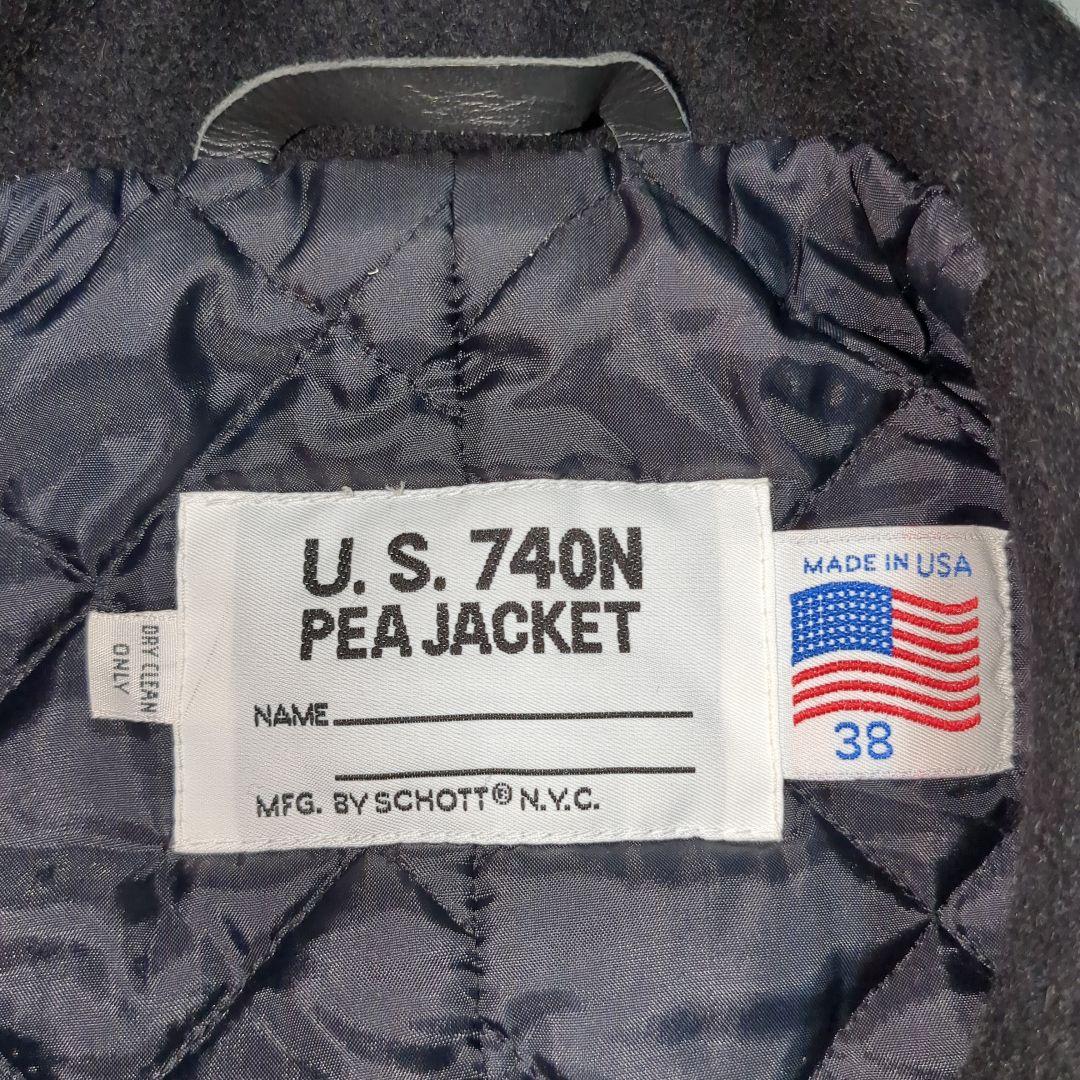 U. S. 740N
PEA JACKET
NAME
MFG. BY SCHOTT® N.Y.C.
DRY CLEAN
ONLY
MADE IN USA
38